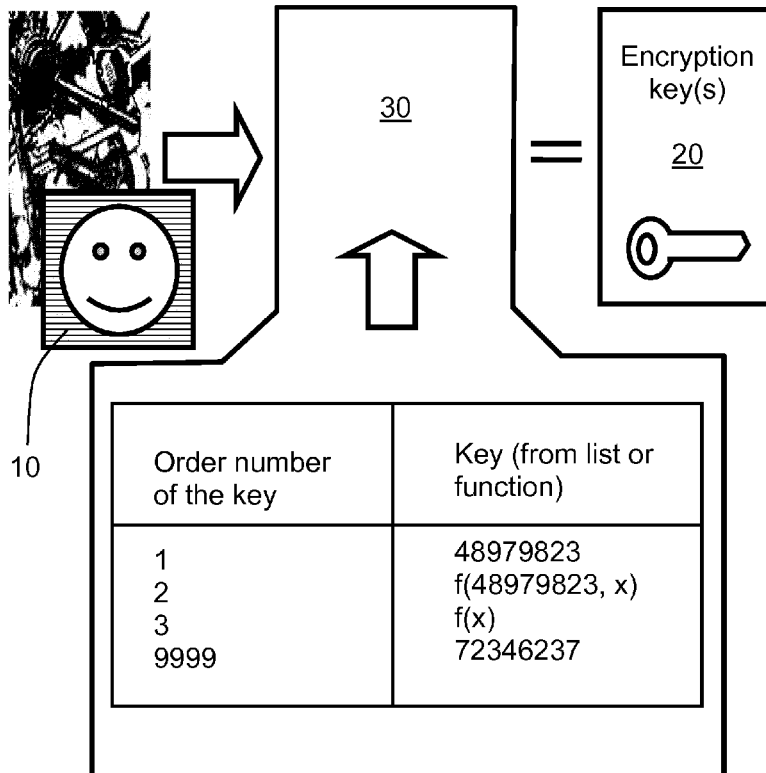 30
Encryption
key(s)
20
10
Order number
of the key
Key (from list or
function)
1
48979823
2
f(48979823, x)
3
f(x)
9999
72346237